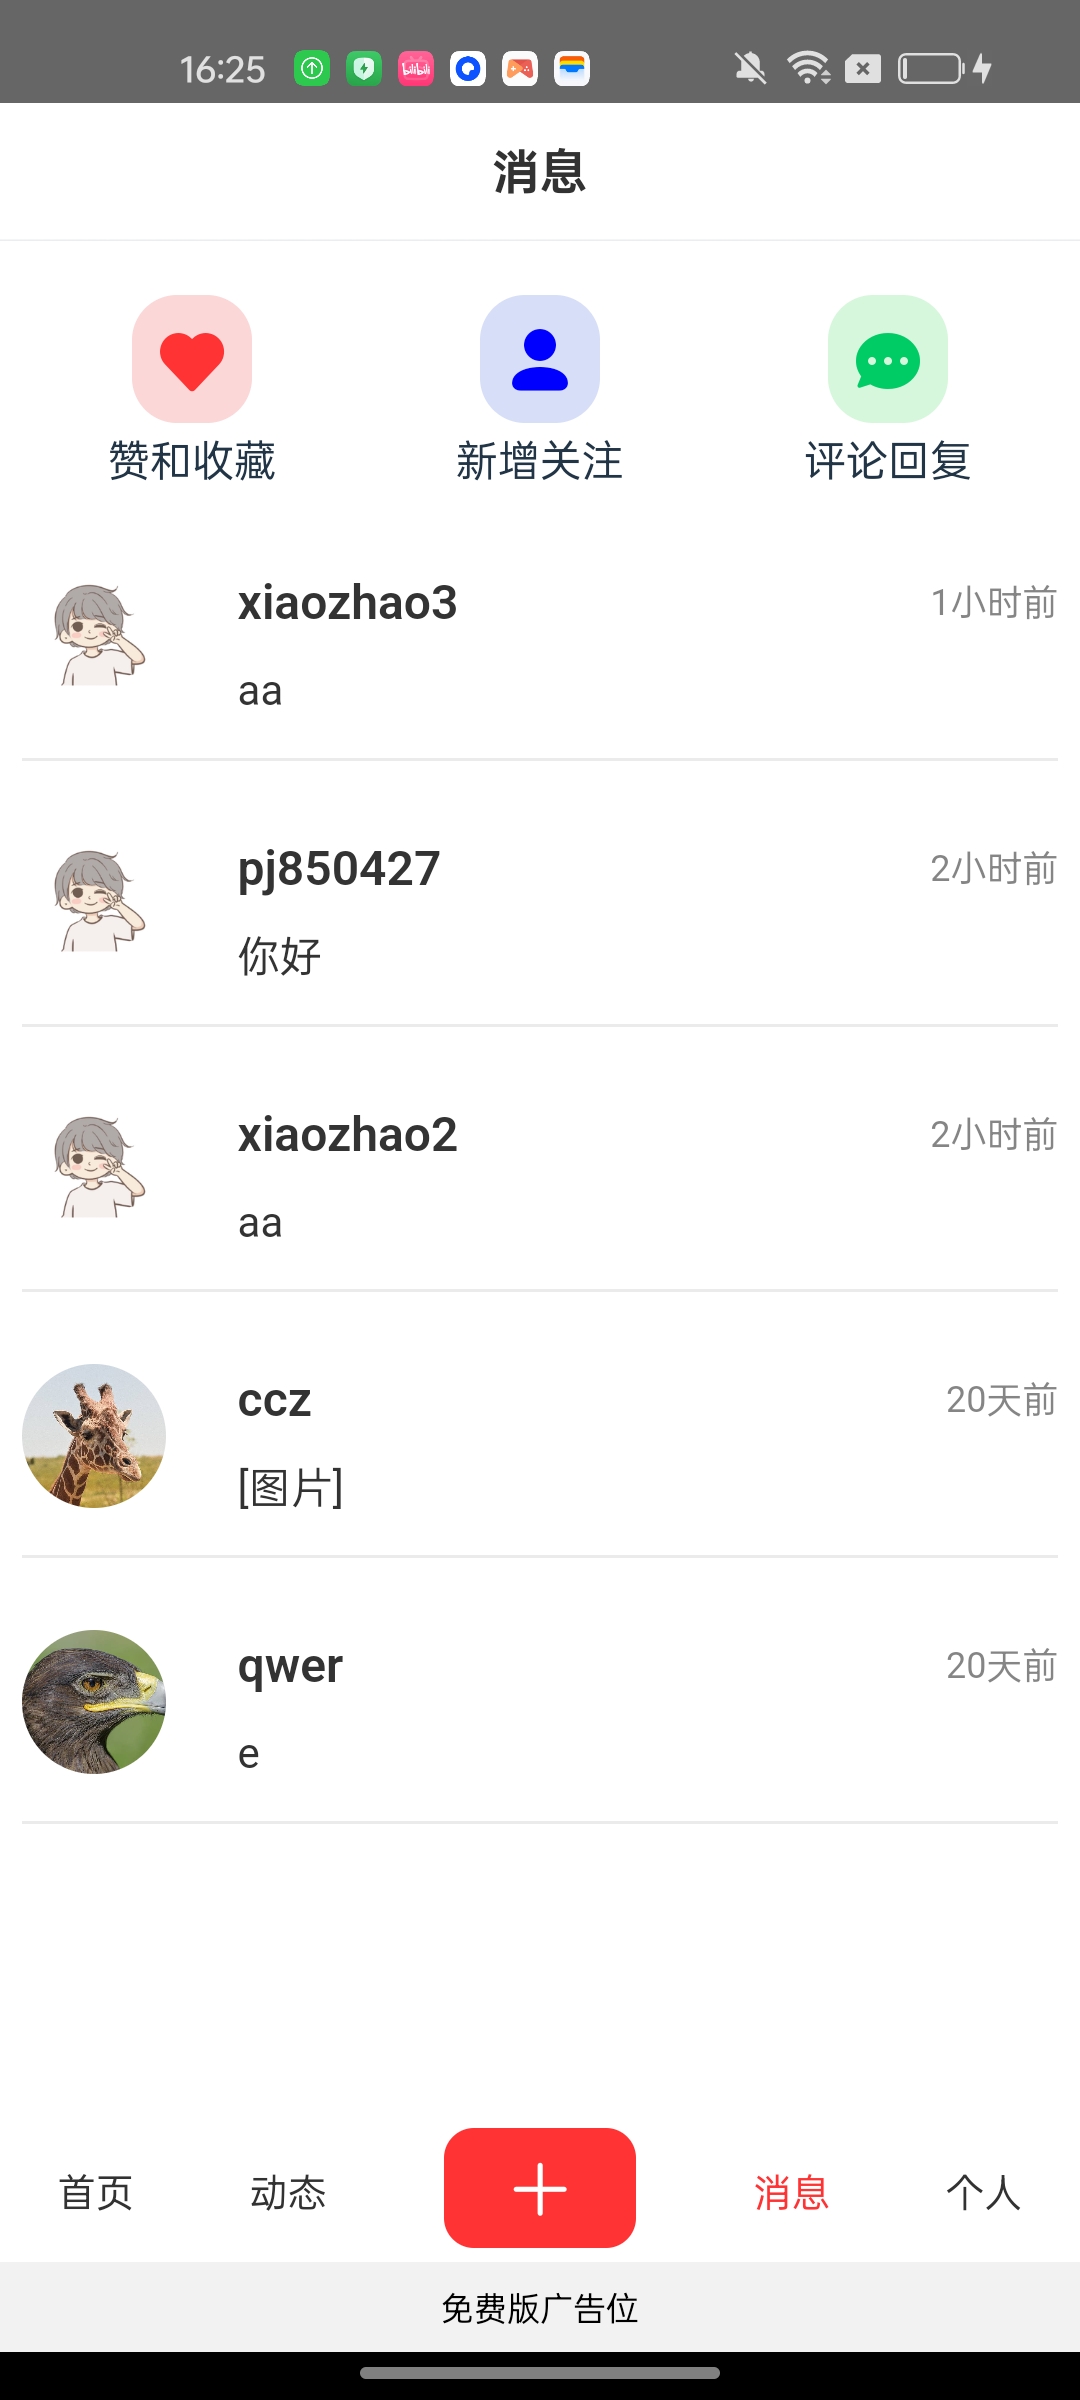 16:25
bilibili
消息
赞和收藏
新增关注
评论回复
xiaozhao3
1小时前
aa
pj850427
2小时前
你好
xiaozhao2
2小时前
aa
ccz
20天前
[图片]
qwer
20天前
e
首页
动态
消息
个人
免费版广告位